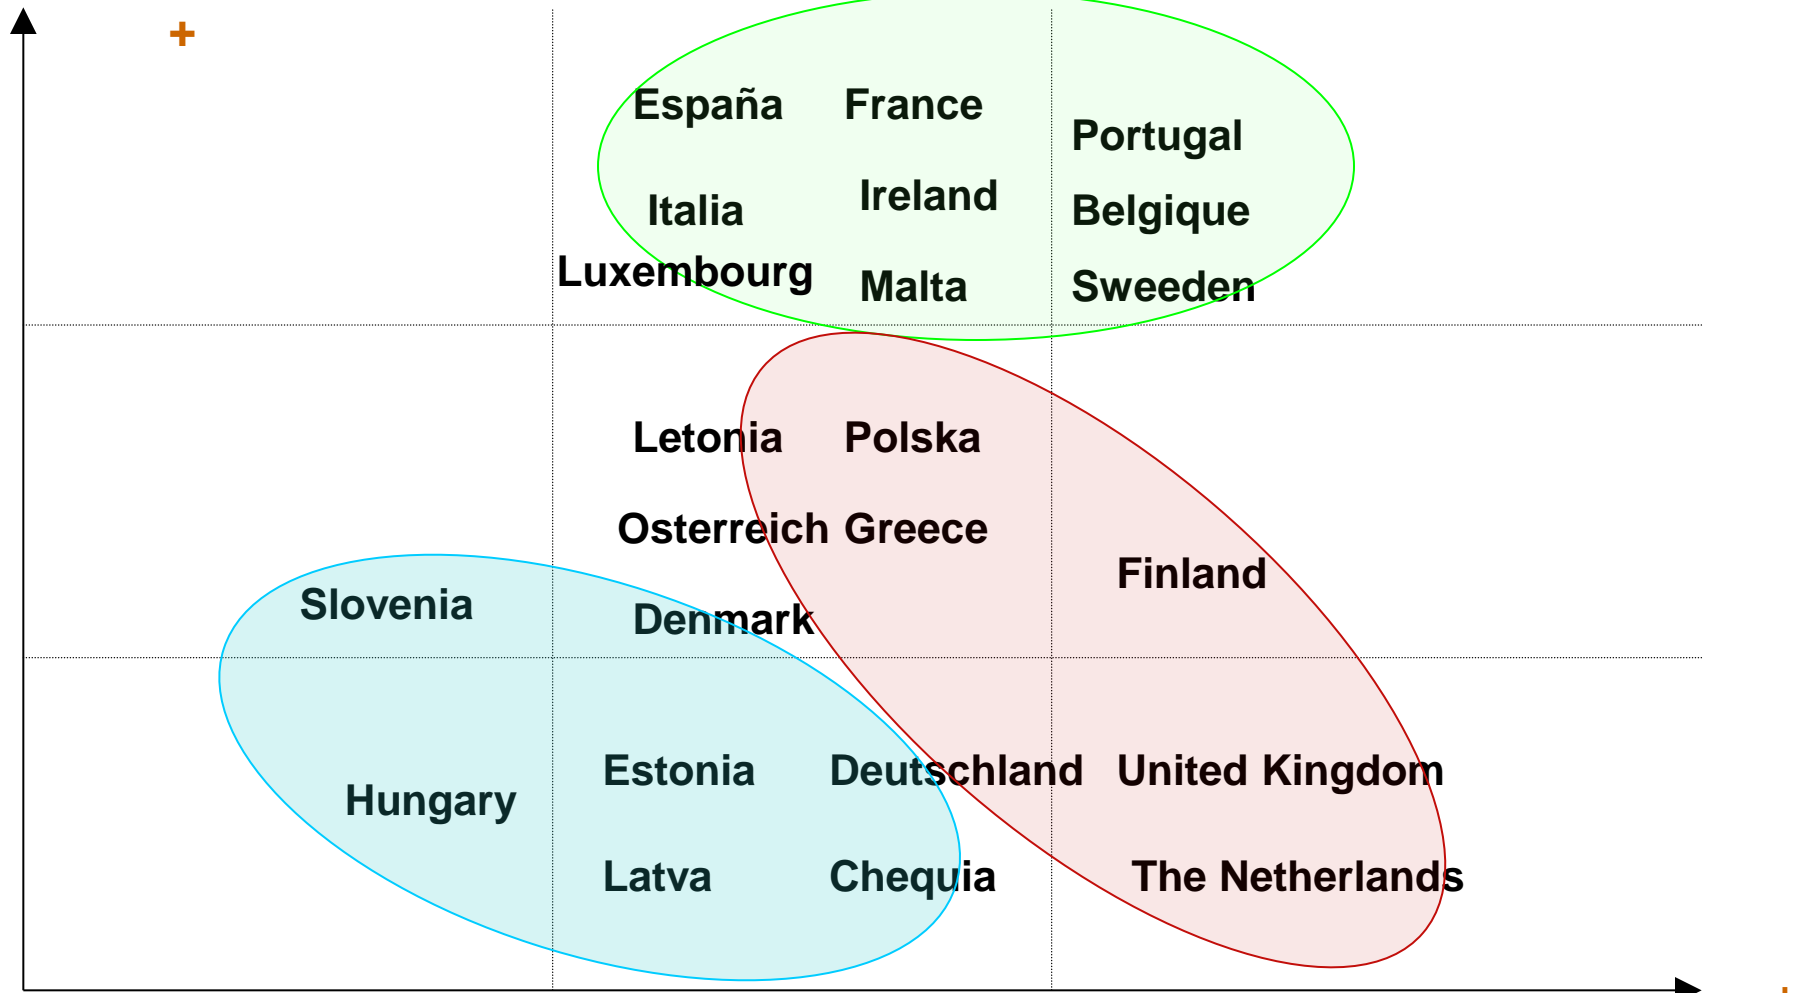 +
España France
Portugal
Ireland
Italia Belgique
Luxembourg
Malta Sweeden
Letonia Polska
Osterreich Greece
Finland
Slovenia
Denmark
Estonia Deutschland United Kingdom
Hungary
Latva Chequia The Netherlands
+